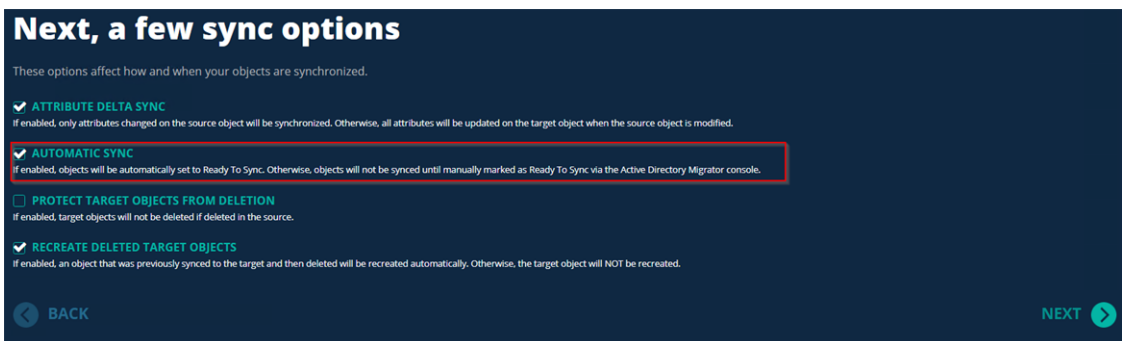 Next, a few sync options
These options affect how and when your objects are synchronized.
ATTRIBUTE DELTA SYNC
If enabled, only attributes changed on the source object will be synchronized. Otherwise, all attributes will be updated on the target object when the source object is modified.
AUTOMATIC SYNC
If enabled, objects will be automatically set to Ready To Sync. Otherwise, objects will not be synced until manually marked as Ready To Sync via the Active Directory Migrator console.
PROTECT TARGET OBJECTS FROM DELETION
If enabled, target objects will not be deleted if deleted in the source.
RECREATE DELETED TARGET OBJECTS
If enabled, an object that was previously synced to the target and then deleted will be recreated automatically. Otherwise, the target object will NOT be recreated.
BACK
NEXT